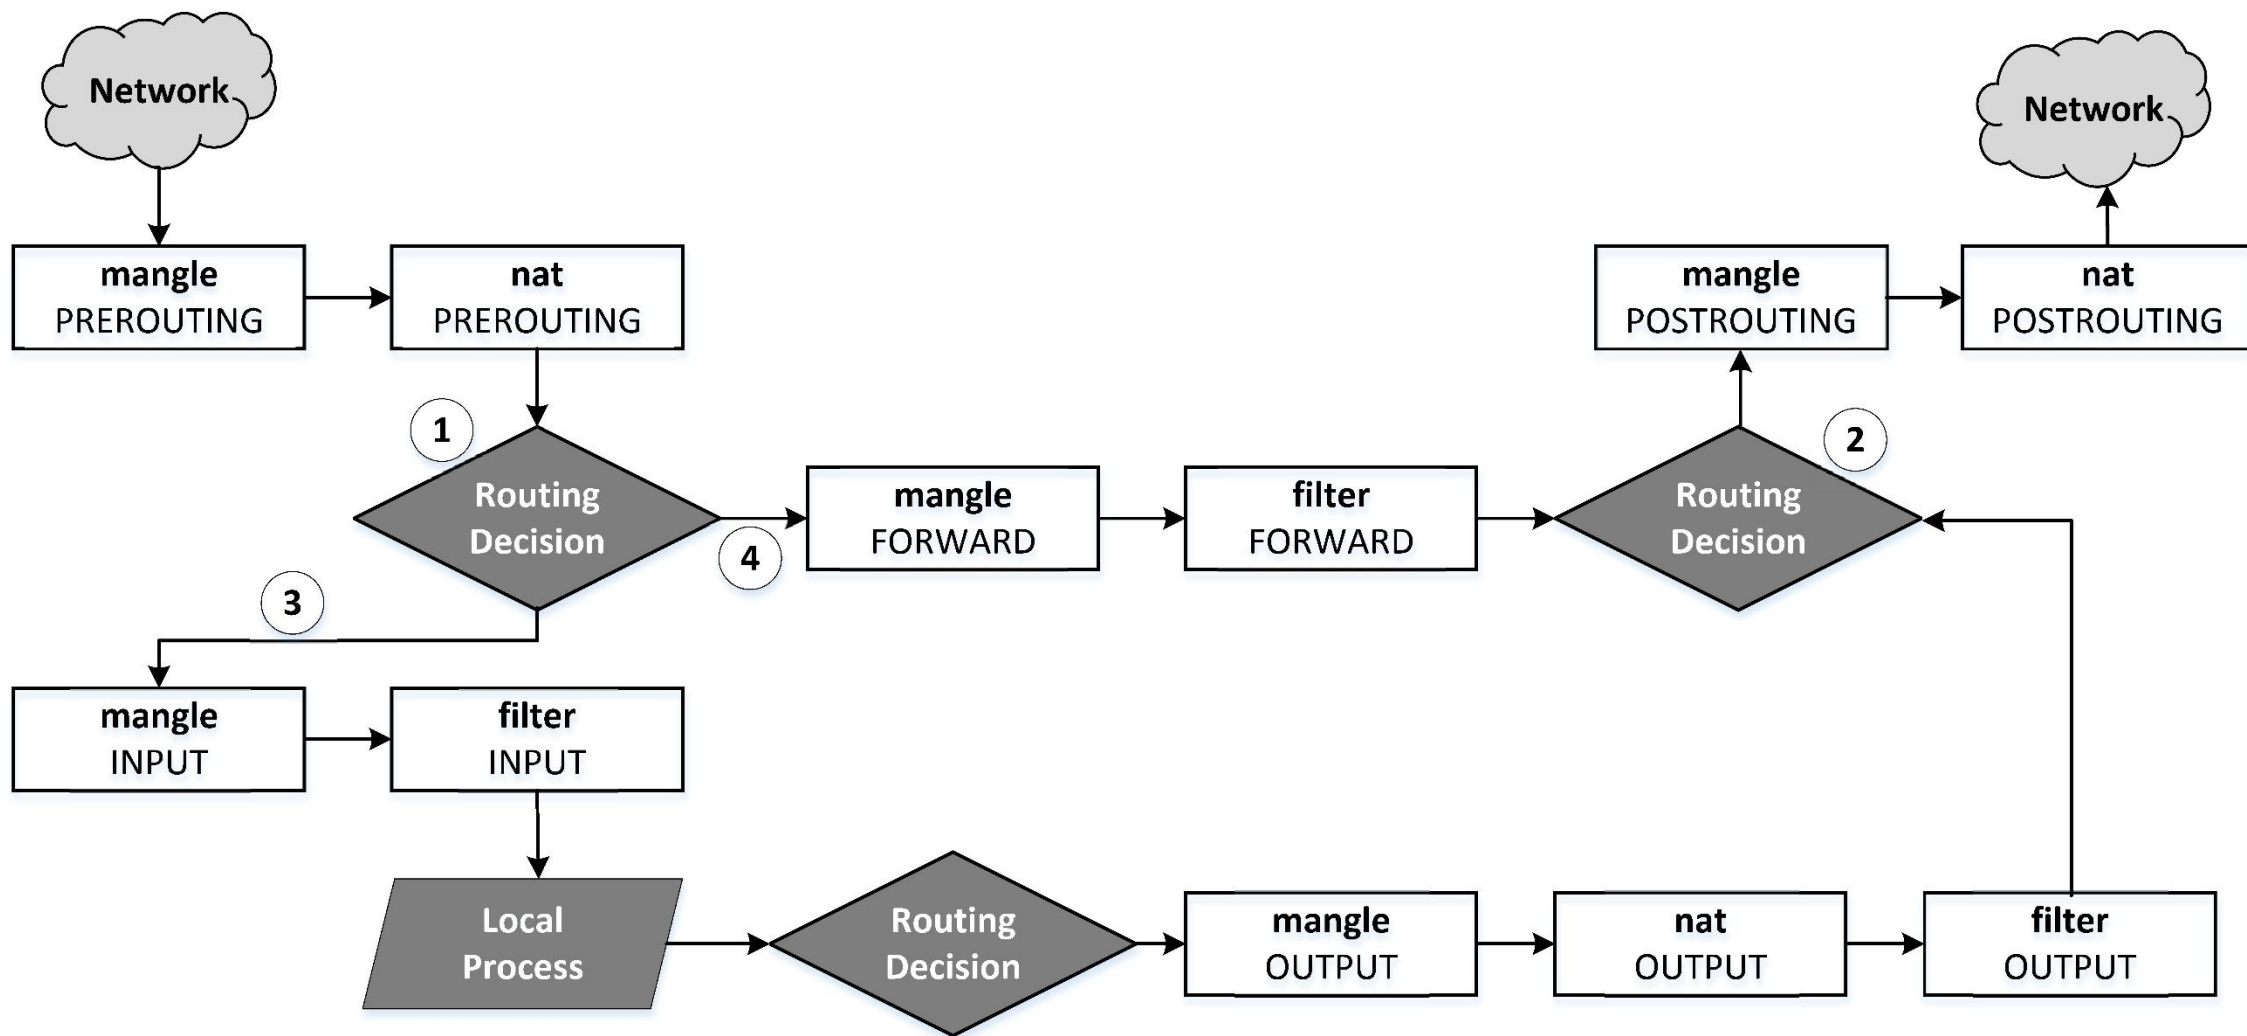 Network
Network
mangle
PREROUTING
nat
PREROUTING
mangle
POSTROUTING
nat
POSTROUTING
1
2
Routing
Decision
4
mangle
FORWARD
filter
FORWARD
Routing
Decision
3
mangle
INPUT
filter
INPUT
Local
Process
Routing
Decision
mangle
OUTPUT
nat
OUTPUT
filter
OUTPUT